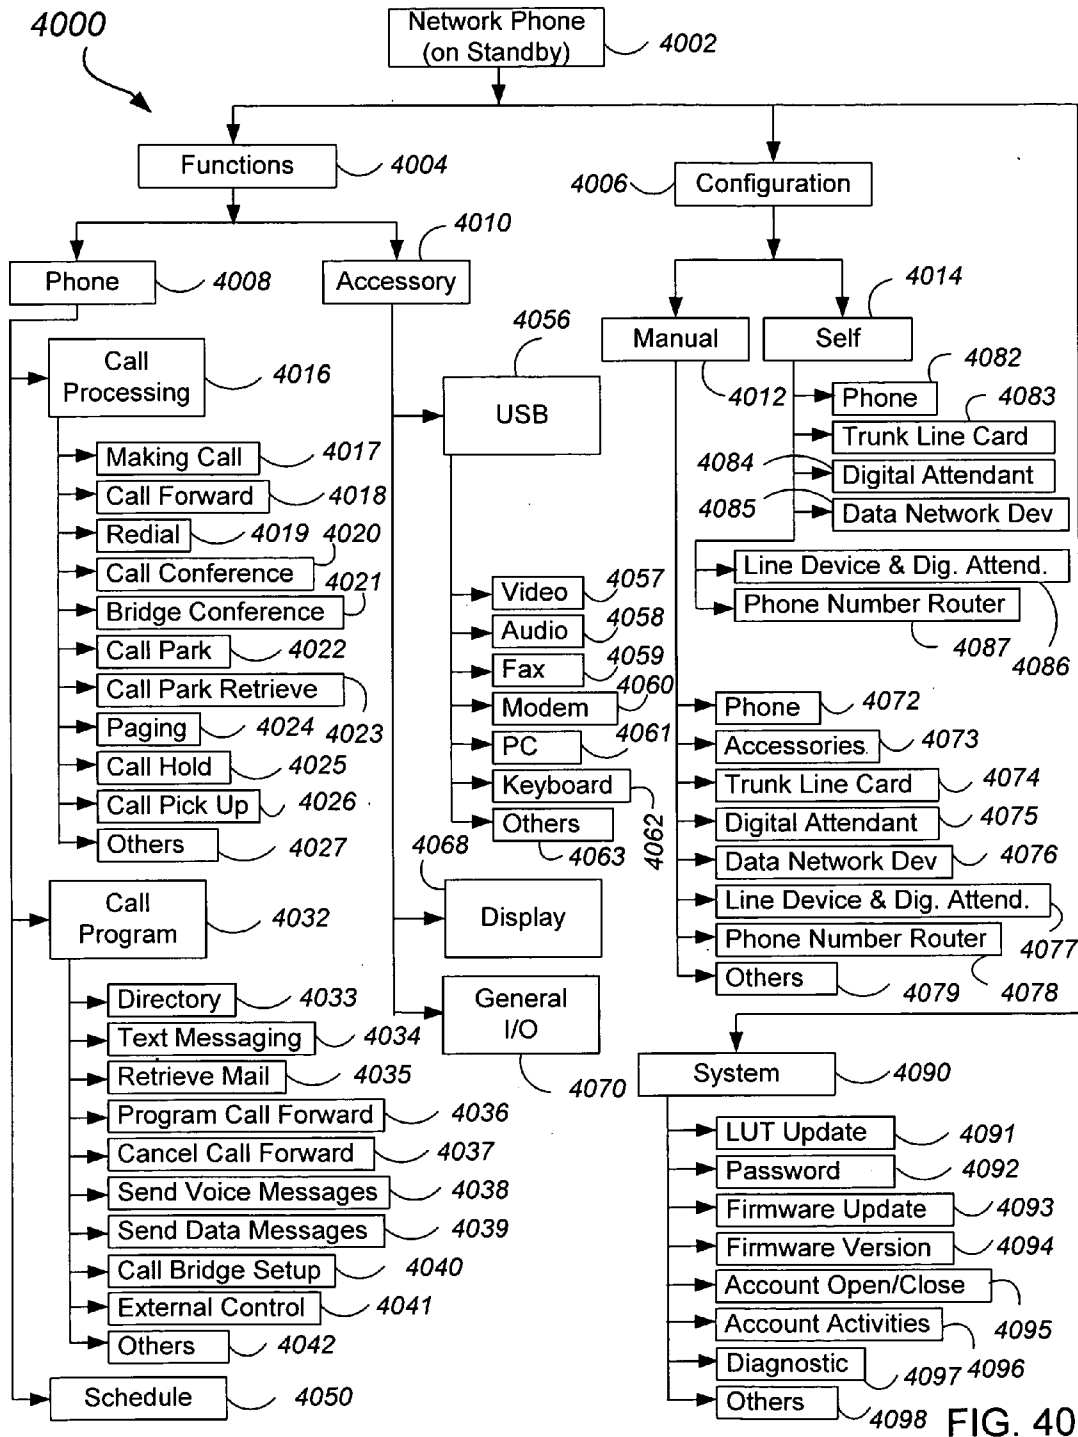 4000
Network Phone
(on Standby)
4002
Functions
4004
4006
Configuration
Phone
4008
4010
Accessory
4014
Manual
4012
Self
Call
Processing
4016
Making Call
4017
Call Forward
4018
Redial
4019
4020
Call Conference
4021
Bridge Conference
Call Park
4022
Call Park Retrieve
4023
Paging
4024
Call Hold
4025
Call Pick Up
4026
Others
4027
Call
Program
4032
Directory
4033
Text Messaging
4034
Retrieve Mail
4035
Program Call Forward
4036
Cancel Call Forward
4037
Send Voice Messages
4038
Send Data Messages
4039
Call Bridge Setup
4040
External Control
4041
Others
4042
Schedule
4050
4056
USB
Video
4057
Audio
4058
Fax
4059
Modem
4060
PC
4061
Keyboard
4062
Others
4063
4068
Display
General
I/O
4070
4082
Phone
4083
Trunk Line Card
4084
Digital Attendant
4085
Data Network Dev
Line Device & Dig. Attend.
4086
Phone Number Router
4087
Phone
4072
Accessories
4073
Trunk Line Card
4074
Digital Attendant
4075
Data Network Dev
4076
Line Device & Dig. Attend.
4077
Phone Number Router
4078
Others
4079
System
4090
LUT Update
4091
Password
4092
Firmware Update
4093
Firmware Version
4094
Account Open/Close
4095
Account Activities
4096
Diagnostic
4097
Others
4098
FIG. 40